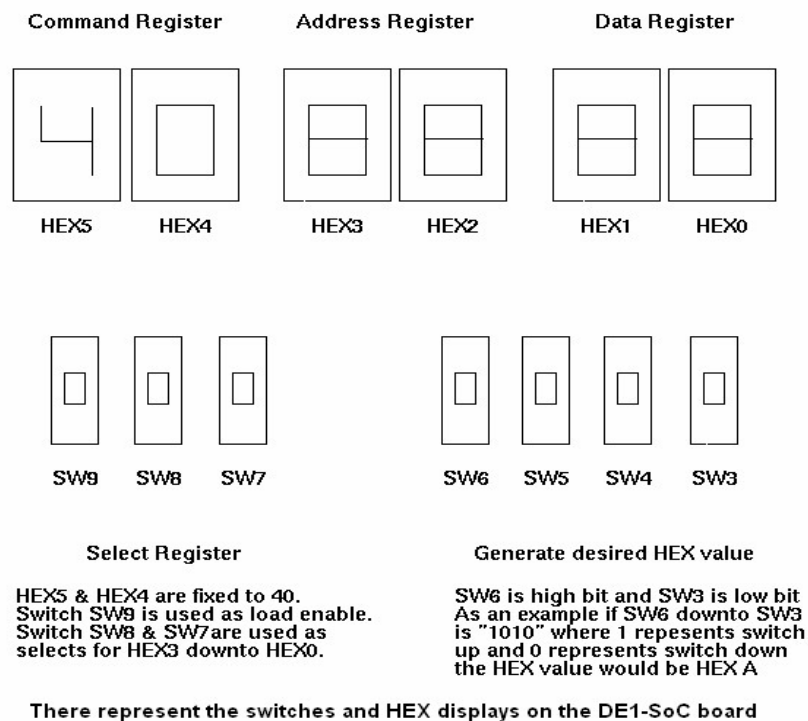 Command Register Address Register Data Register
40 88 88
HEX5 HEX4 HEX3 HEX2 HEX1 HEX0
SW9 SW8 SW7 SW6 SW5 SW4 SW3
Select Register
HEX5 & HEX4 are fixed to 40.
Switch SW9 is used as load enable.
Switch SW8 & SW7are used as
selects for HEX3 downto HEX0.
Generate desired HEX value
SW6 is high bit and SW3 is low bit
As an example if SW6 downto SW3
is "1010" where 1 repesents switch
up and 0 represents switch down
the HEX value would be HEX A
There represent the switches and HEX displays on the DE1-SoC board